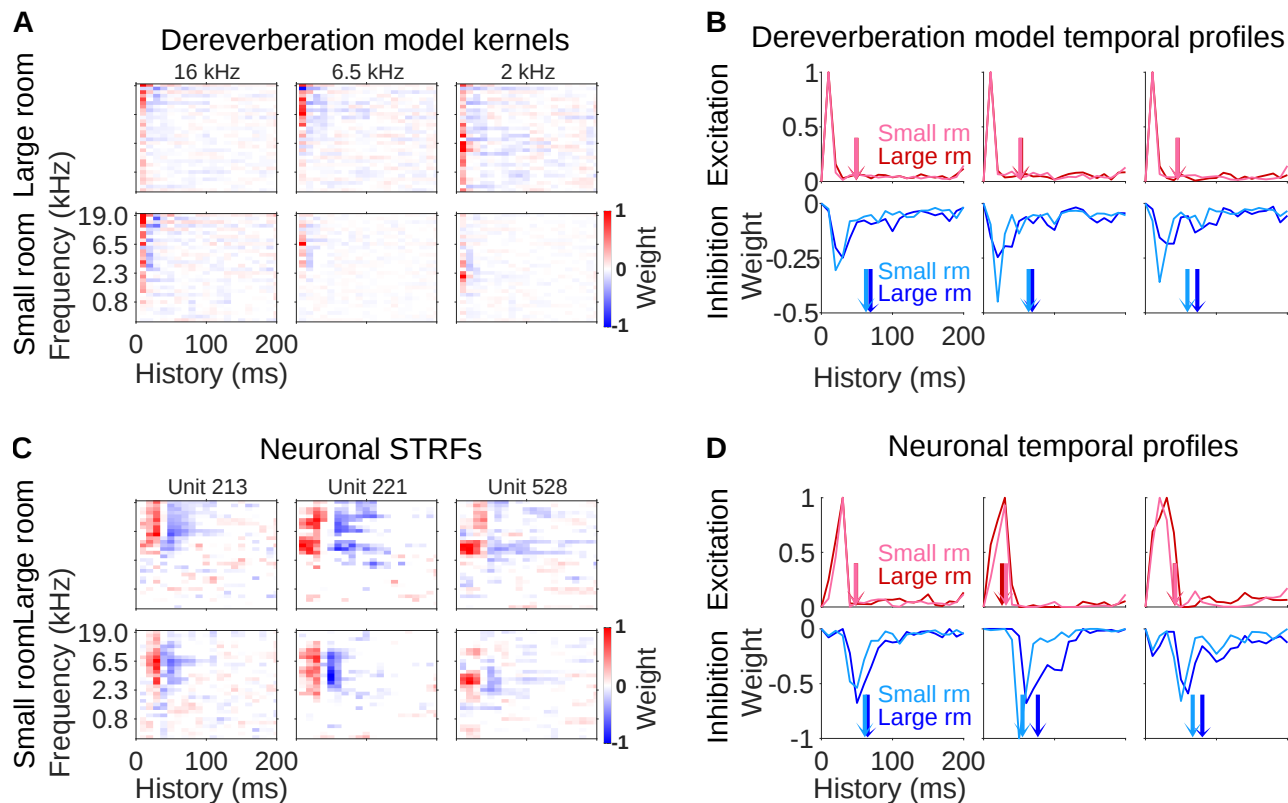 A
Dereverberation model kernels
16 kHz
6.5 kHz
2 kHz
Large room
Small room
Frequency (kHz)
19.0
6.5
2.3
0.8
0
100
200
History (ms)
1
0
-1
Weight
B
Dereverberation model temporal profiles
Excitation
1
0.5
0
Small rm
Large rm
Inhibition
Weight
0
-0.25
-0.5
Small rm
Large rm
0
100
200
History (ms)
C
Neuronal STRFs
Unit 213
Unit 221
Unit 528
Large room
Small room
Frequency (kHz)
19.0
6.5
2.3
0.8
0
100
200
History (ms)
1
0
-1
Weight
D
Neuronal temporal profiles
Excitation
1
0.5
0
Small rm
Large rm
Inhibition
Weight
0
-0.5
-1
Small rm
Large rm
0
100
200
History (ms)